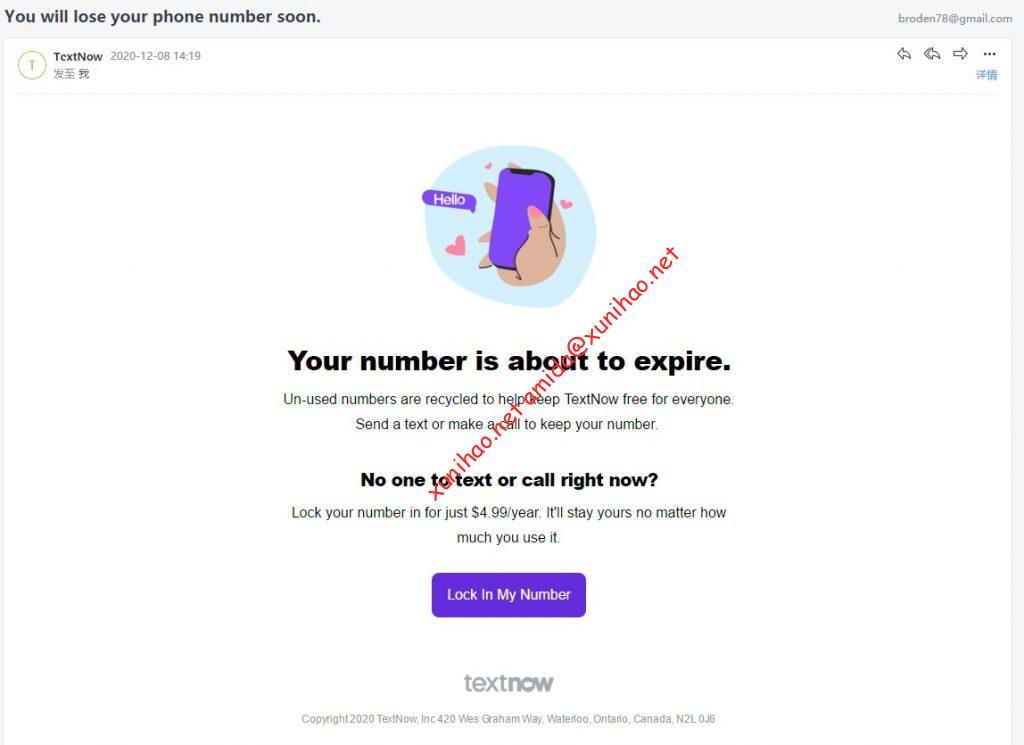 You will lose your phone number soon.
broden78@gmail.com
T
TextNow 2020-12-08 14:19
发至 我
详情
Hello
Your number is about to expire.
Un-used numbers are recycled to help keep TextNow free for everyone.
Send a text or make a call to keep your number.
No one to text or call right now?
Lock your number in for just $4.99/year. It'll stay yours no matter how
much you use it.
Lock In My Number
textnow
Copyright 2020 TextNow, Inc 420 Wes Graham Way, Waterloo, Ontario, Canada, N2L 0J6
xunihao.net amida@xunihao.net